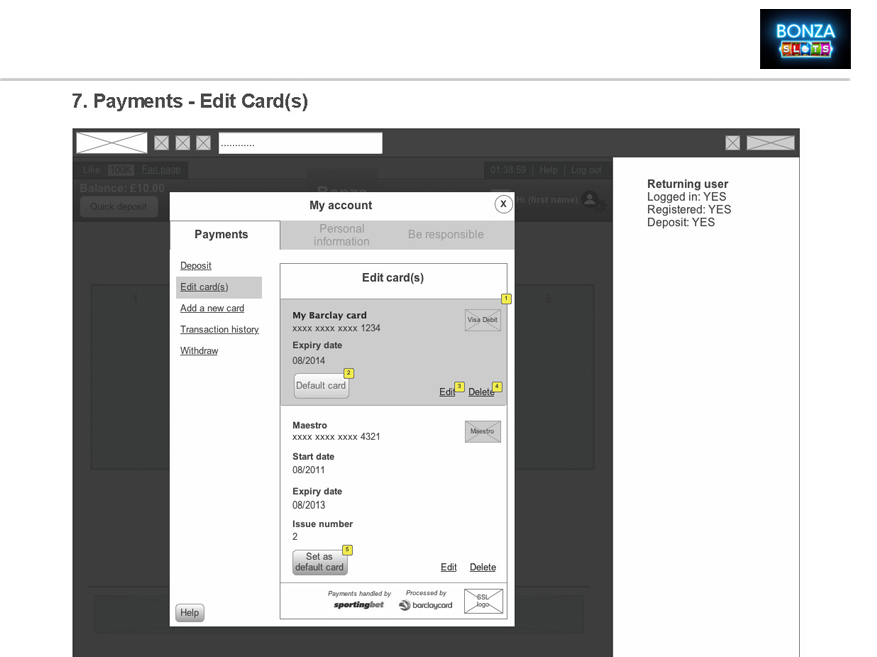 BONZA
SLOTS
7. Payments - Edit Card(s)
............
Like 100K Fan page
01:38:59 | Help | Log out
Balance: £10.00
Quick deposit
Bonza
Hi (first name)
My account
X
Payments
Personal
information
Be responsible
Deposit
Edit card(s)
Add a new card
Transaction history
Withdraw
Help
Edit card(s)
1
My Barclay card
xxxx xxxx xxxx 1234
Visa Debit
Expiry date
08/2014
2
Default card
Edit
3
Delete
4
Maestro
xxxx xxxx xxxx 4321
Maestro
Start date
08/2011
Expiry date
08/2013
Issue number
2
5
Set as
default card
Edit
Delete
Payments handled by
sportingbet
Processed by
barclaycard
SSL
logo
Returning user
Logged in: YES
Registered: YES
Deposit: YES